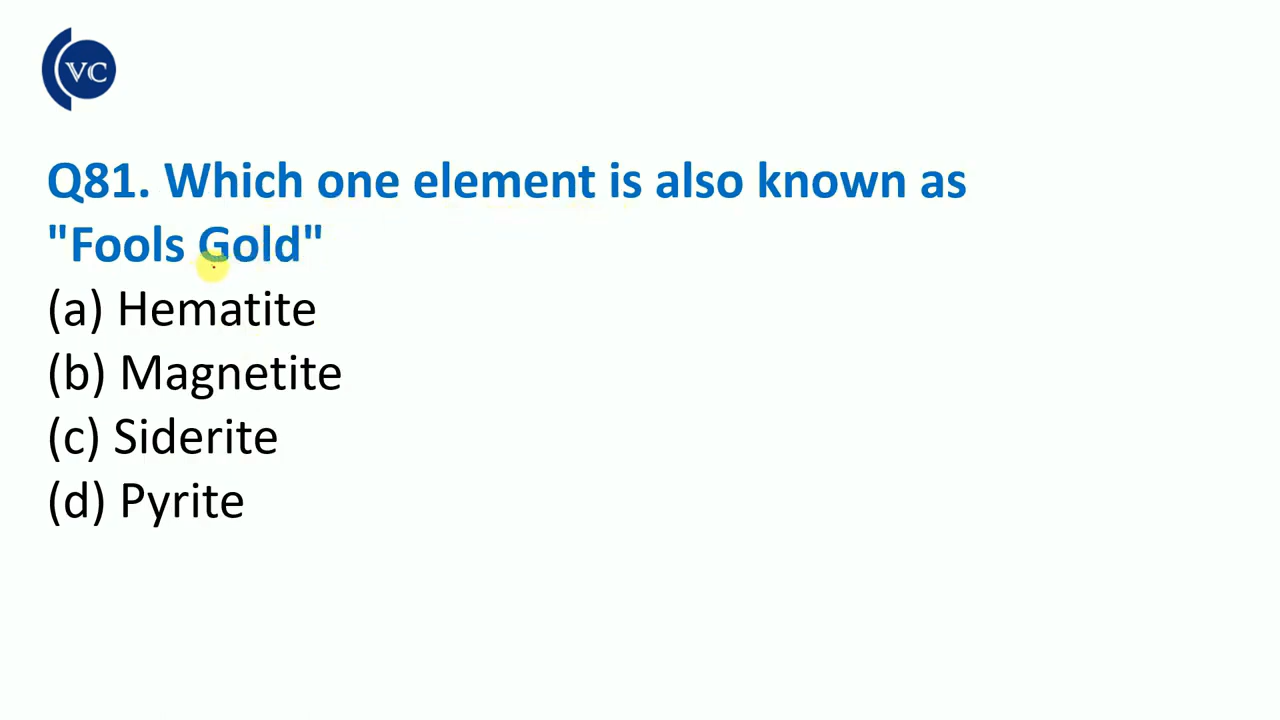 VC
Q81. Which one element is also known as
"Fools Gold"
(a) Hematite
(b) Magnetite
(c) Siderite
(d) Pyrite